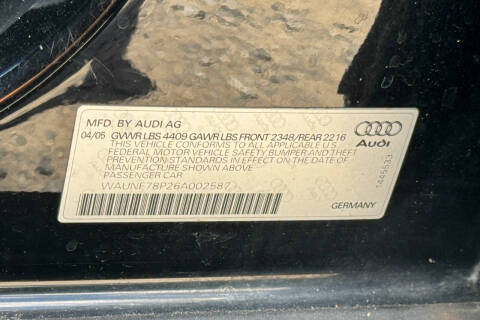 MFD. BY AUDI AG
04/05 GVWR LBS 4409 GAWR LBS FRONT 2348/REAR 2216
THIS VEHICLE CONFORMS TO ALL APPLICABLE U.S.
FEDERAL MOTOR VEHICLE SAFETY BUMPER AND THEFT
PREVENTION STANDARDS IN EFFECT ON THE DATE OF
MANUFACTURE SHOWN ABOVE
PASSENGER CAR
WAUNF78P26A002587
Audi
GERMANY